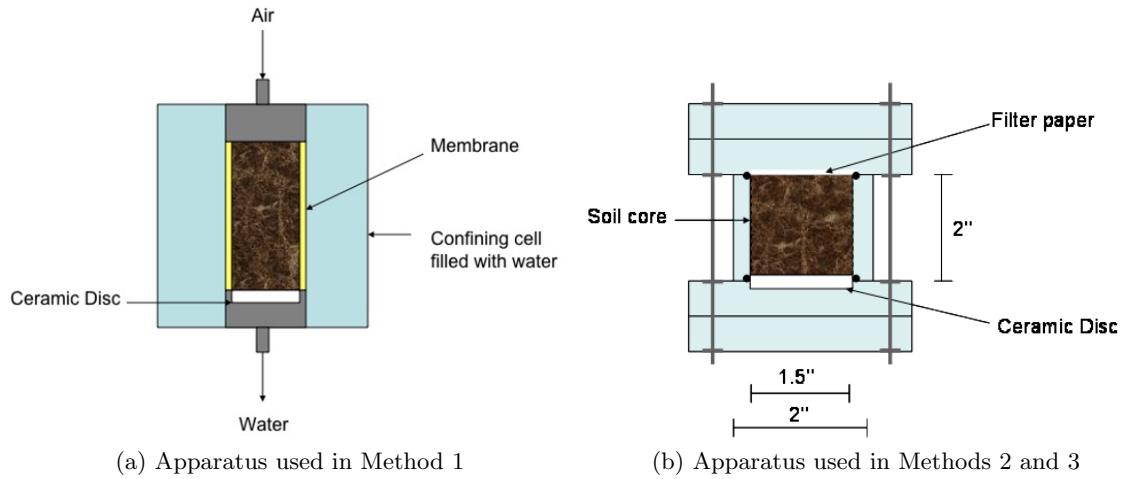 Air
Membrane
Confining cell
filled with water
Ceramic Disc
Water
(a) Apparatus used in Method 1
Filter paper
Soil core
2"
Ceramic Disc
1.5"
2"
(b) Apparatus used in Methods 2 and 3